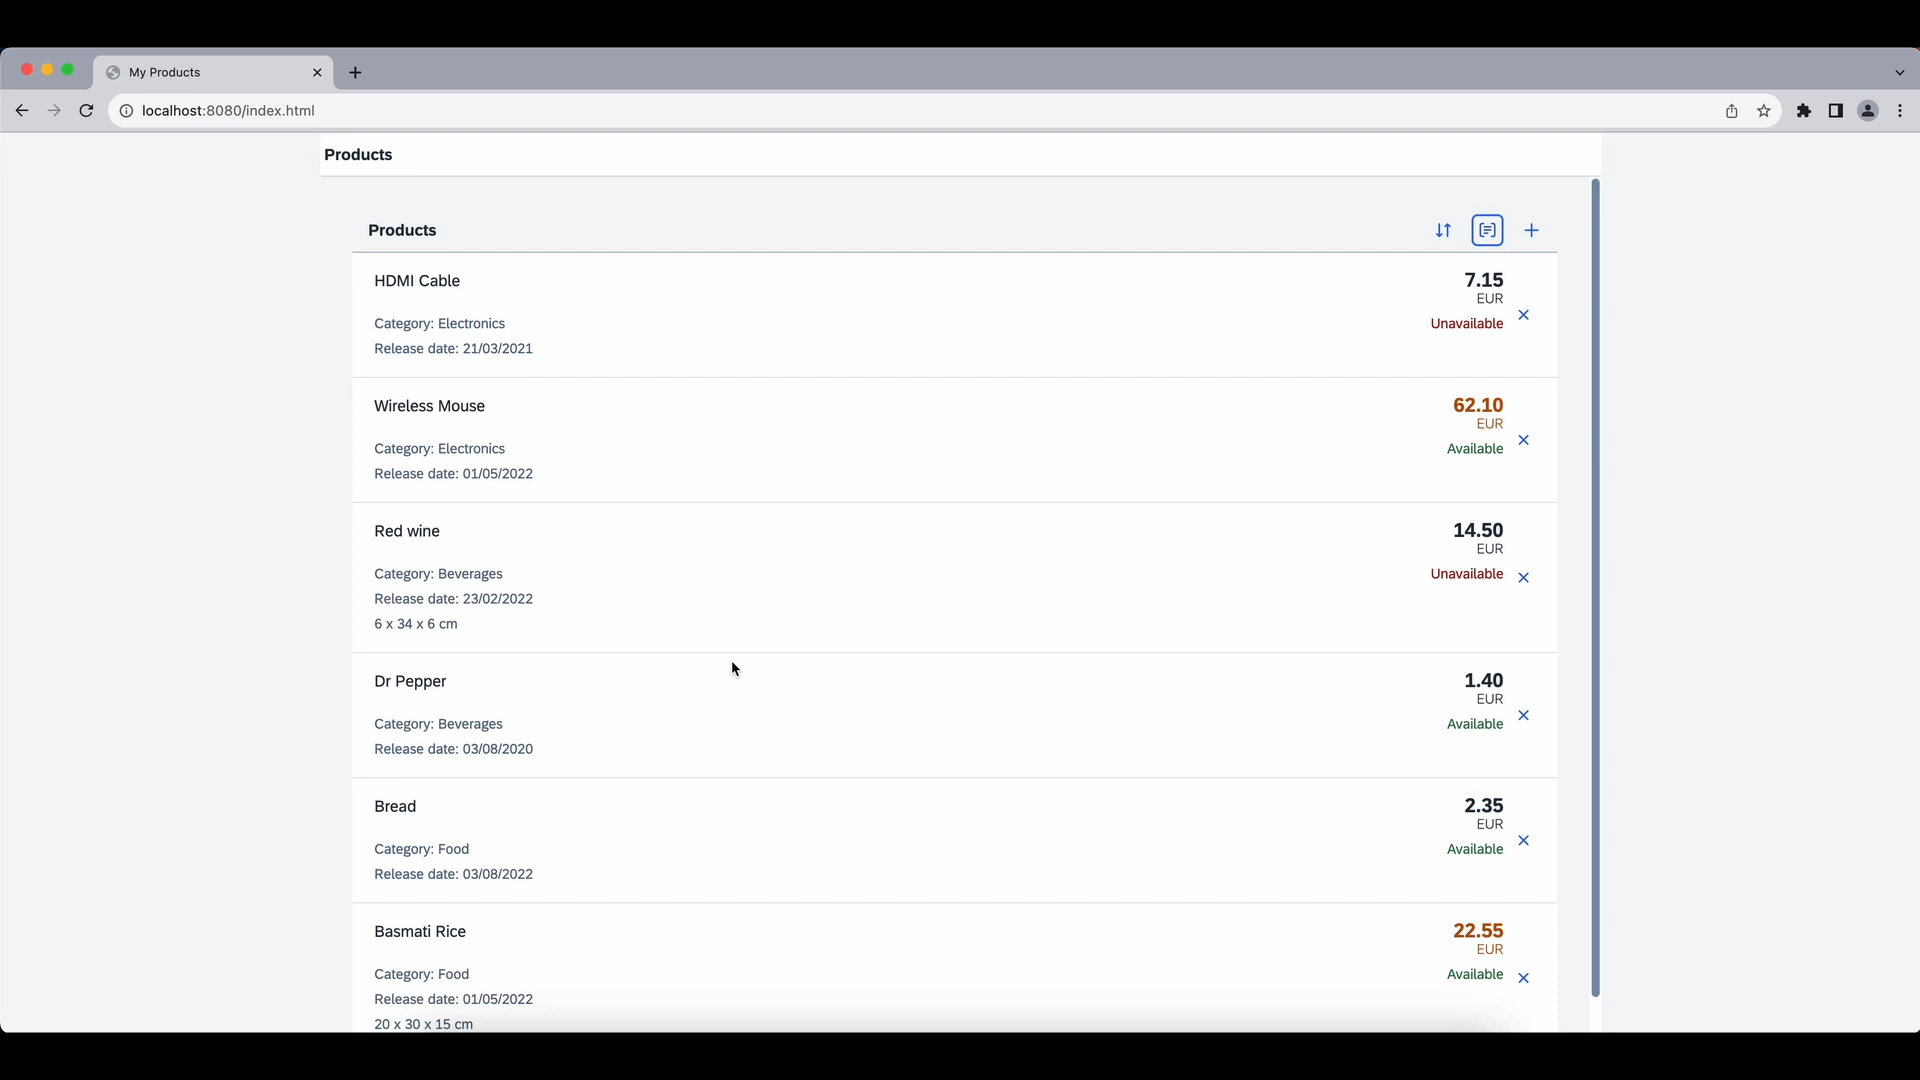 My Products
localhost:8080/index.html
Products
Products
HDMI Cable
7.15
EUR
Category: Electronics
Unavailable
Release date: 21/03/2021
Wireless Mouse
62.10
EUR
Category: Electronics
Available
Release date: 01/05/2022
Red wine
14.50
EUR
Category: Beverages
Unavailable
Release date: 23/02/2022
6 x 34 x 6 cm
Dr Pepper
1.40
EUR
Category: Beverages
Available
Release date: 03/08/2020
Bread
2.35
EUR
Category: Food
Available
Release date: 03/08/2022
Basmati Rice
22.55
EUR
Category: Food
Available
Release date: 01/05/2022
20 x 30 x 15 cm